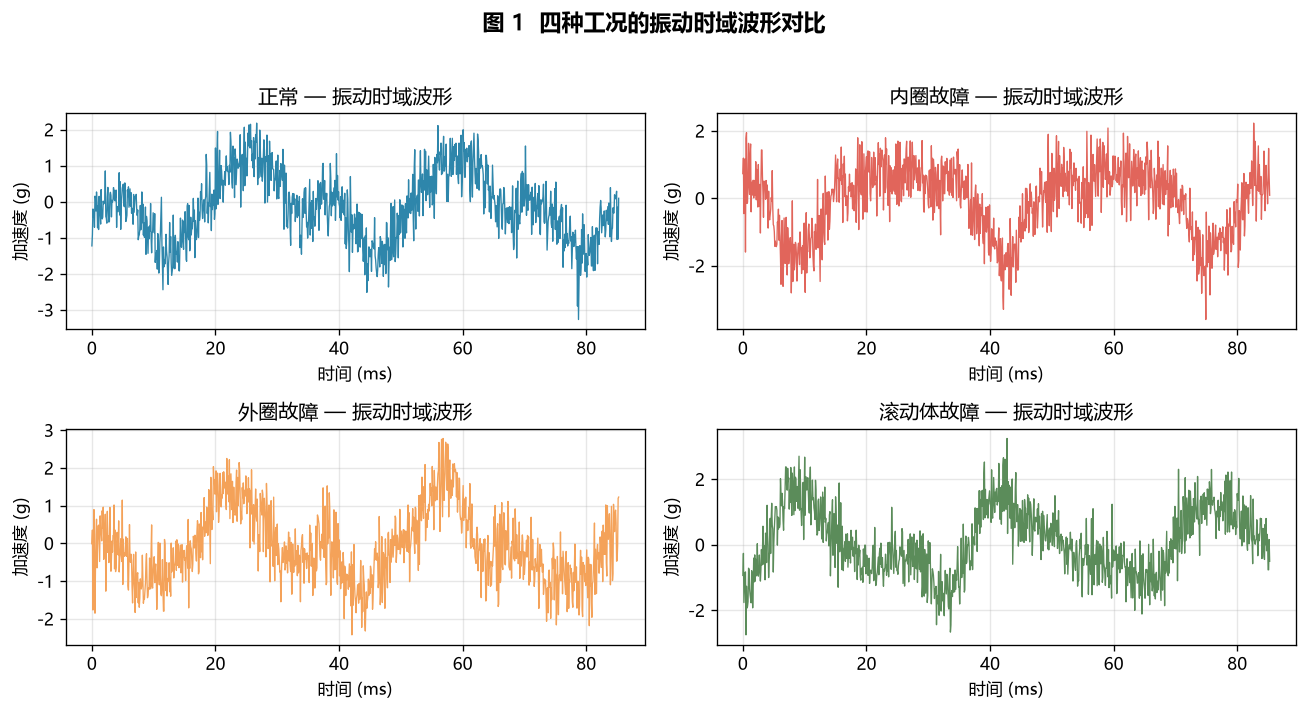 图 1 四种工况的振动时域波形对比
正常 — 振动时域波形
加速度 (g)
2
1
0
-1
-2
-3
0 20 40 60 80
时间 (ms)
内圈故障 — 振动时域波形
加速度 (g)
2
0
-2
0 20 40 60 80
时间 (ms)
外圈故障 — 振动时域波形
加速度 (g)
3
2
1
0
-1
-2
0 20 40 60 80
时间 (ms)
滚动体故障 — 振动时域波形
加速度 (g)
2
0
-2
0 20 40 60 80
时间 (ms)